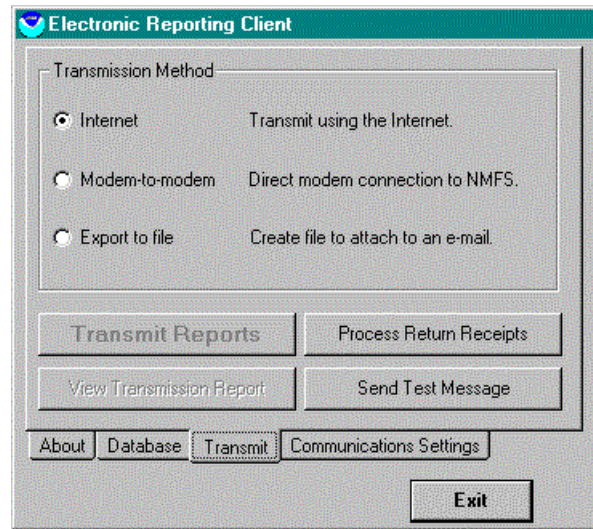 Electronic Reporting Client
Transmission Method
Internet Transmit using the Internet.
Modem-to-modem Direct modem connection to NMFS.
Export to file Create file to attach to an e-mail.
Transmit Reports Process Return Receipts
View Transmission Report Send Test Message
About Database Transmit Communications Settings
Exit